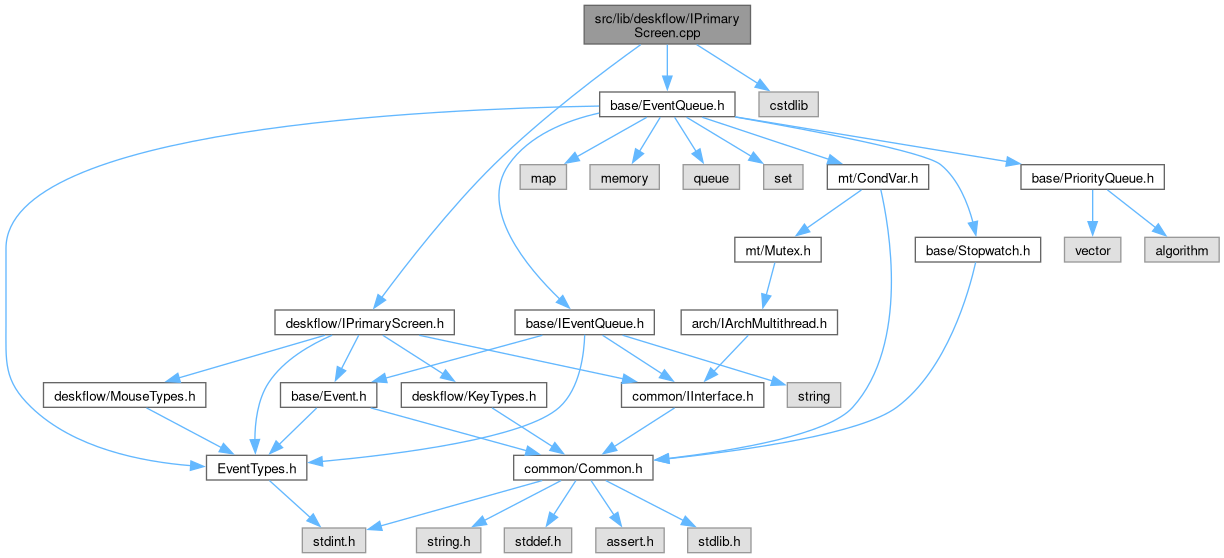 src/lib/deskflow/IPrimary
Screen.cpp
base/EventQueue.h
cstdlib
map
memory
queue
set
mt/CondVar.h
base/PriorityQueue.h
mt/Mutex.h
base/Stopwatch.h
vector
algorithm
deskflow/IPrimaryScreen.h
base/IEventQueue.h
arch/IArchMultithread.h
deskflow/MouseTypes.h
base/Event.h
deskflow/KeyTypes.h
common/IInterface.h
string
EventTypes.h
common/Common.h
stdint.h
string.h
stddef.h
assert.h
stdlib.h